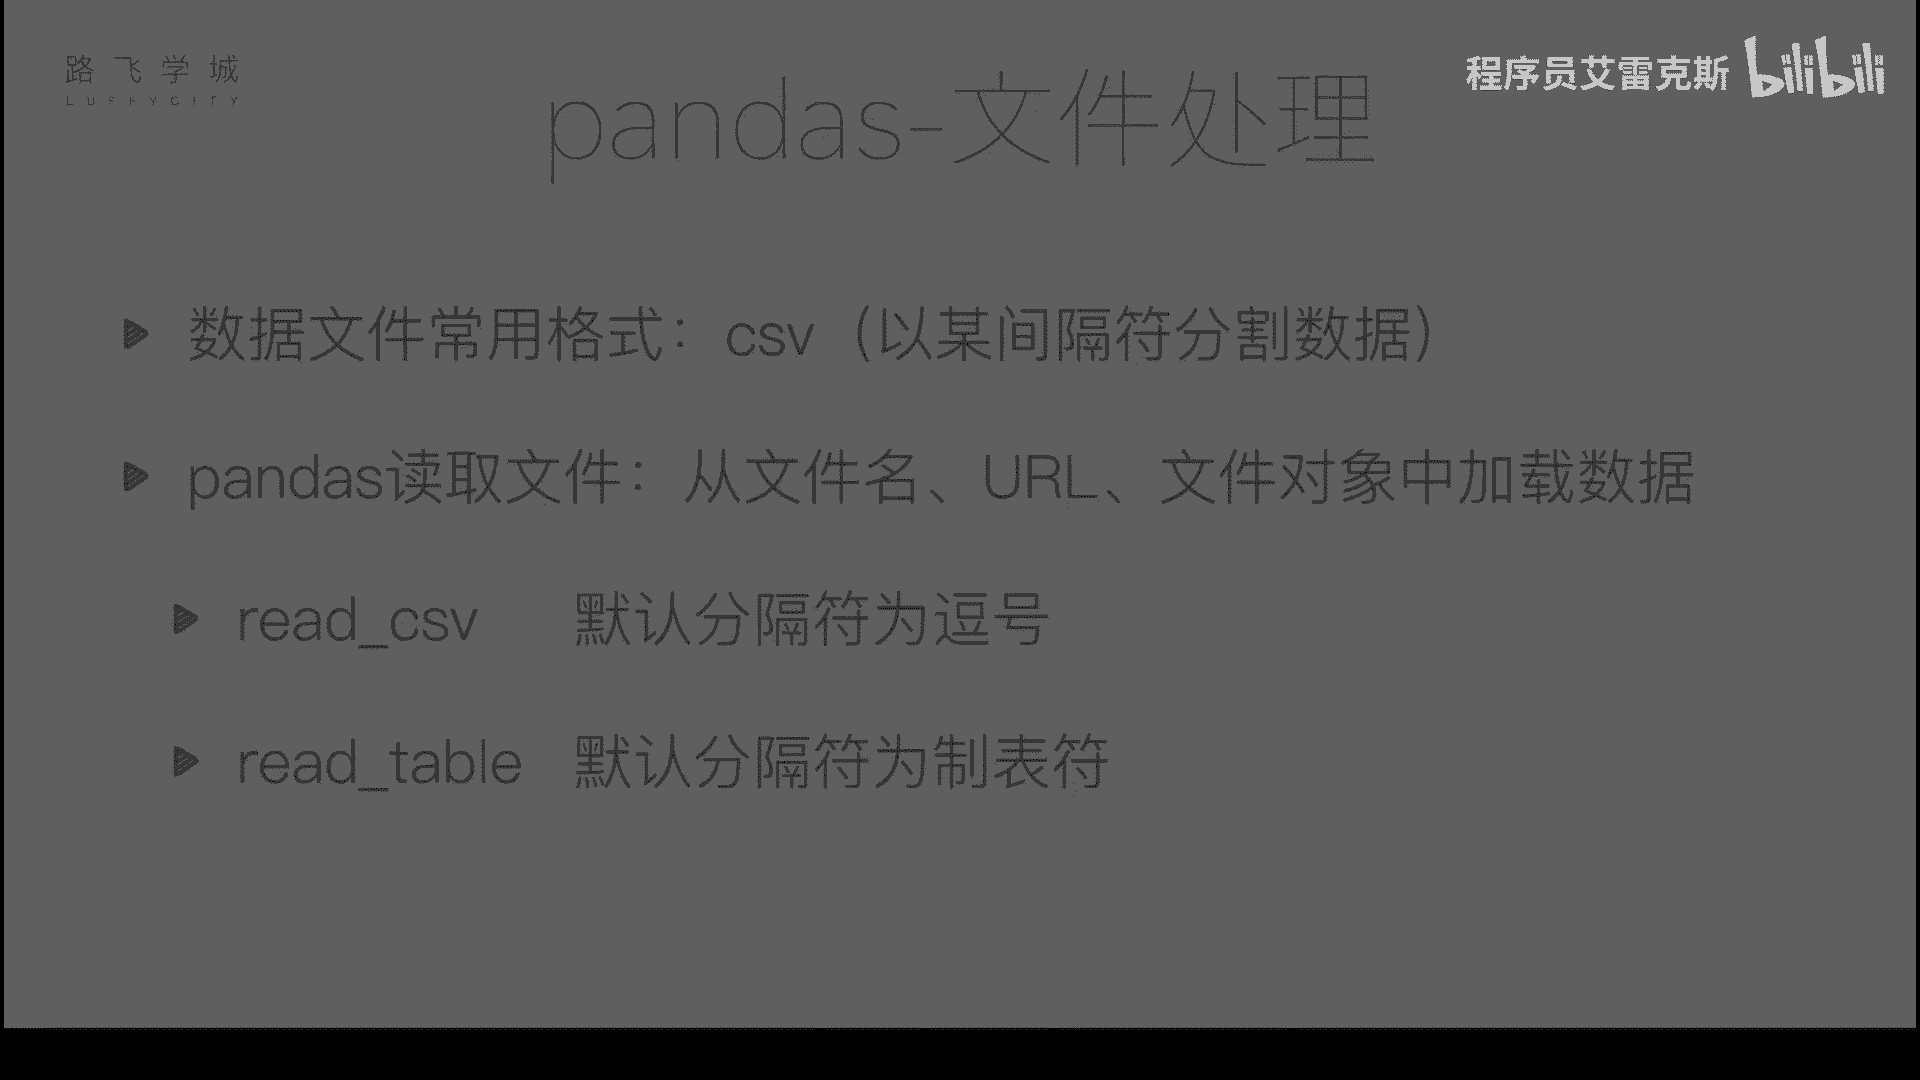 路飞学城
LUFFYCITY
程序员艾雷克斯 bilibili
pandas-文件处理
数据文件常用格式：csv（以某间隔符分割数据）
pandas读取文件：从文件名、URL、文件对象中加载数据
read_csv 默认分隔符为逗号
read_table 默认分隔符为制表符